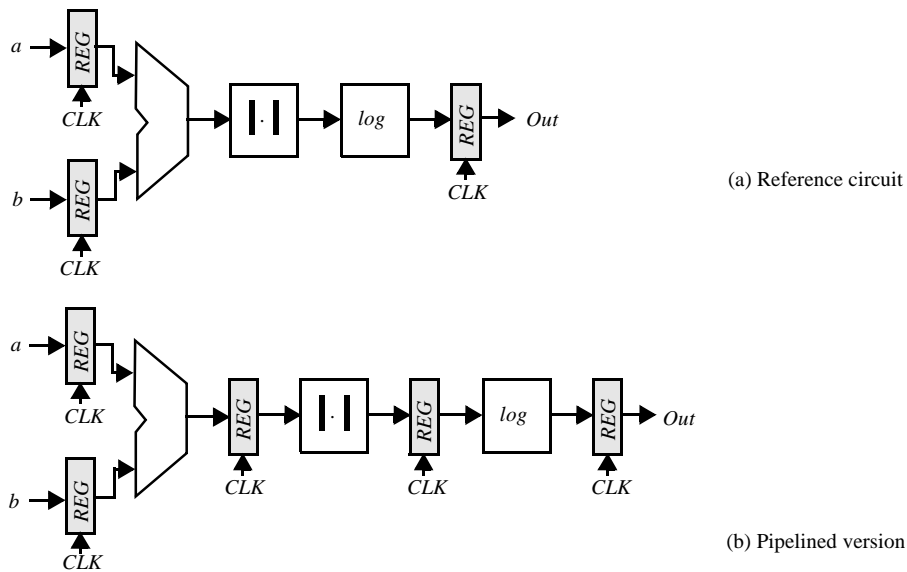 a
REG
CLK
b
REG
CLK
| · |
log
REG
CLK
Out
(a) Reference circuit
a
REG
CLK
b
REG
CLK
REG
CLK
| · |
REG
CLK
log
REG
CLK
Out
(b) Pipelined version